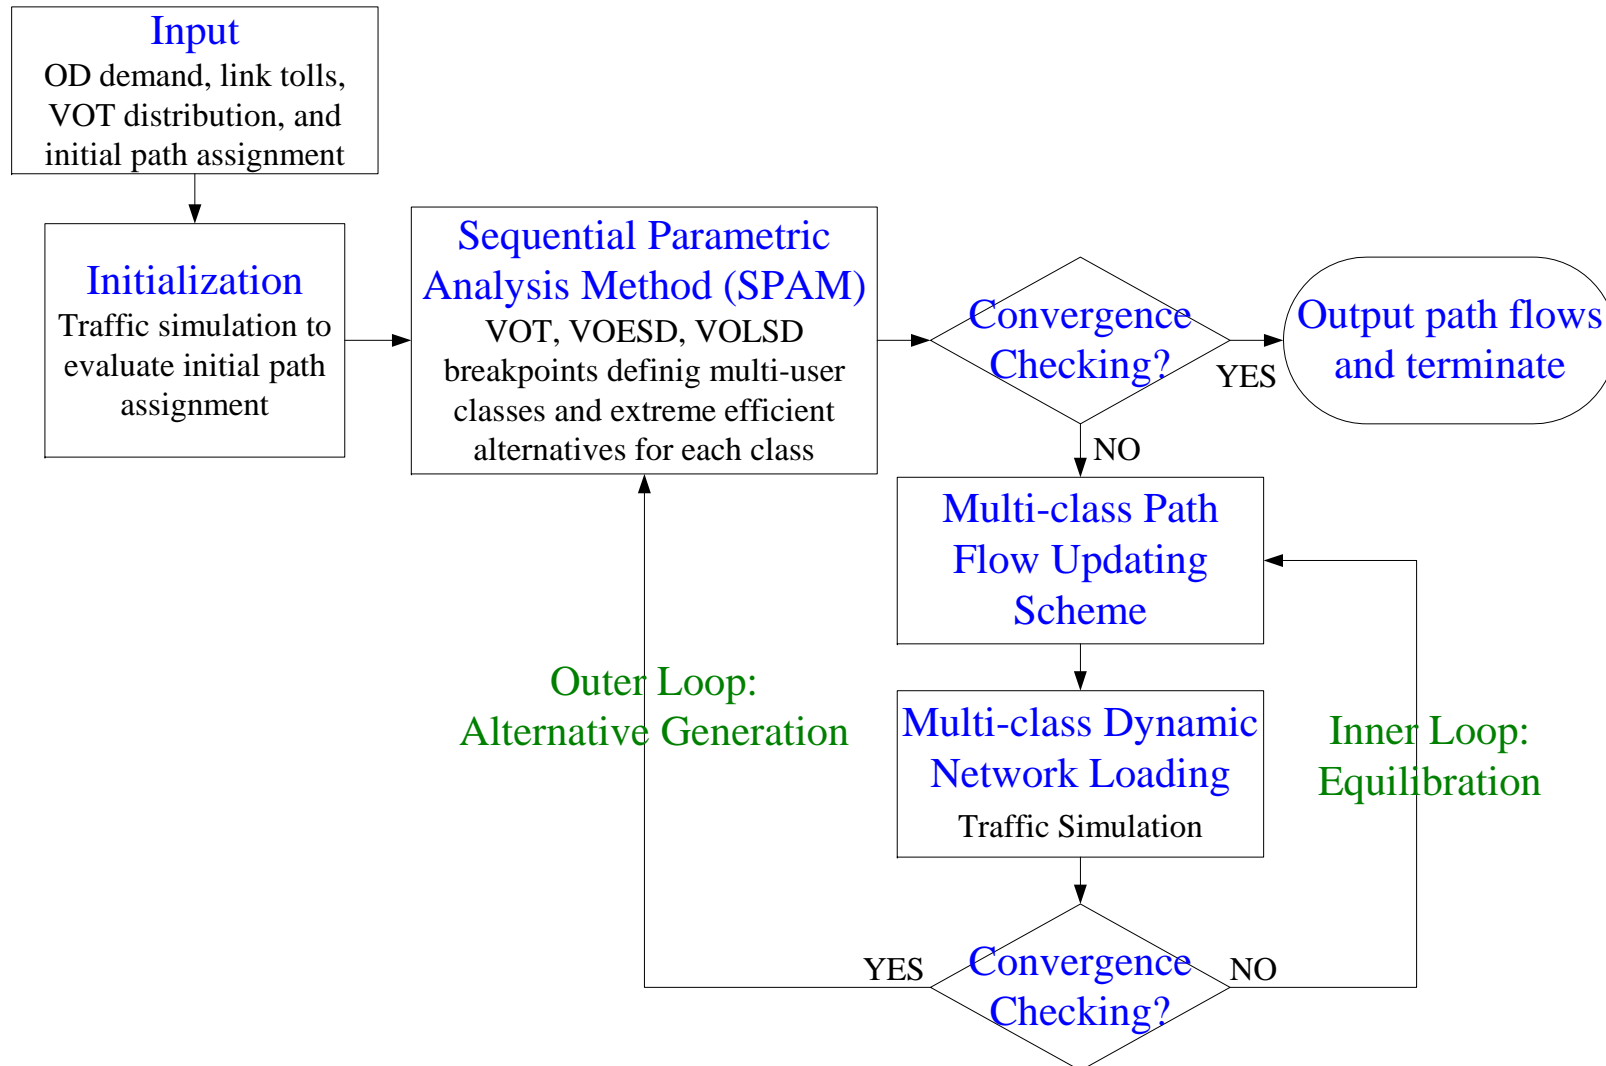 Input
OD demand, link tolls,
VOT distribution, and
initial path assignment
Initialization
Traffic simulation to
evaluate initial path
assignment
Sequential Parametric
Analysis Method (SPAM)
VOT, VOESD, VOLSD
breakpoints definig multi-user
classes and extreme efficient
alternatives for each class
Convergence
Checking?
YES
Output path flows
and terminate
NO
Multi-class Path
Flow Updating
Scheme
Outer Loop:
Alternative Generation
Multi-class Dynamic
Network Loading
Traffic Simulation
Inner Loop:
Equilibration
YES
Convergence
Checking?
NO